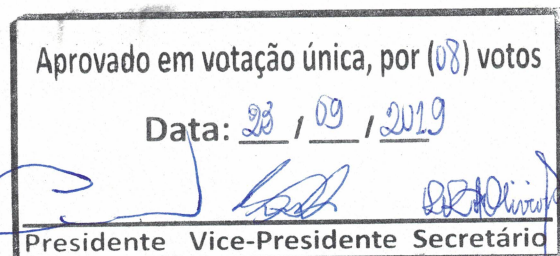 Aprovado em votação única, por (08) votos
Data: 23 / 09 / 2019
Presidente Vice-Presidente Secretário